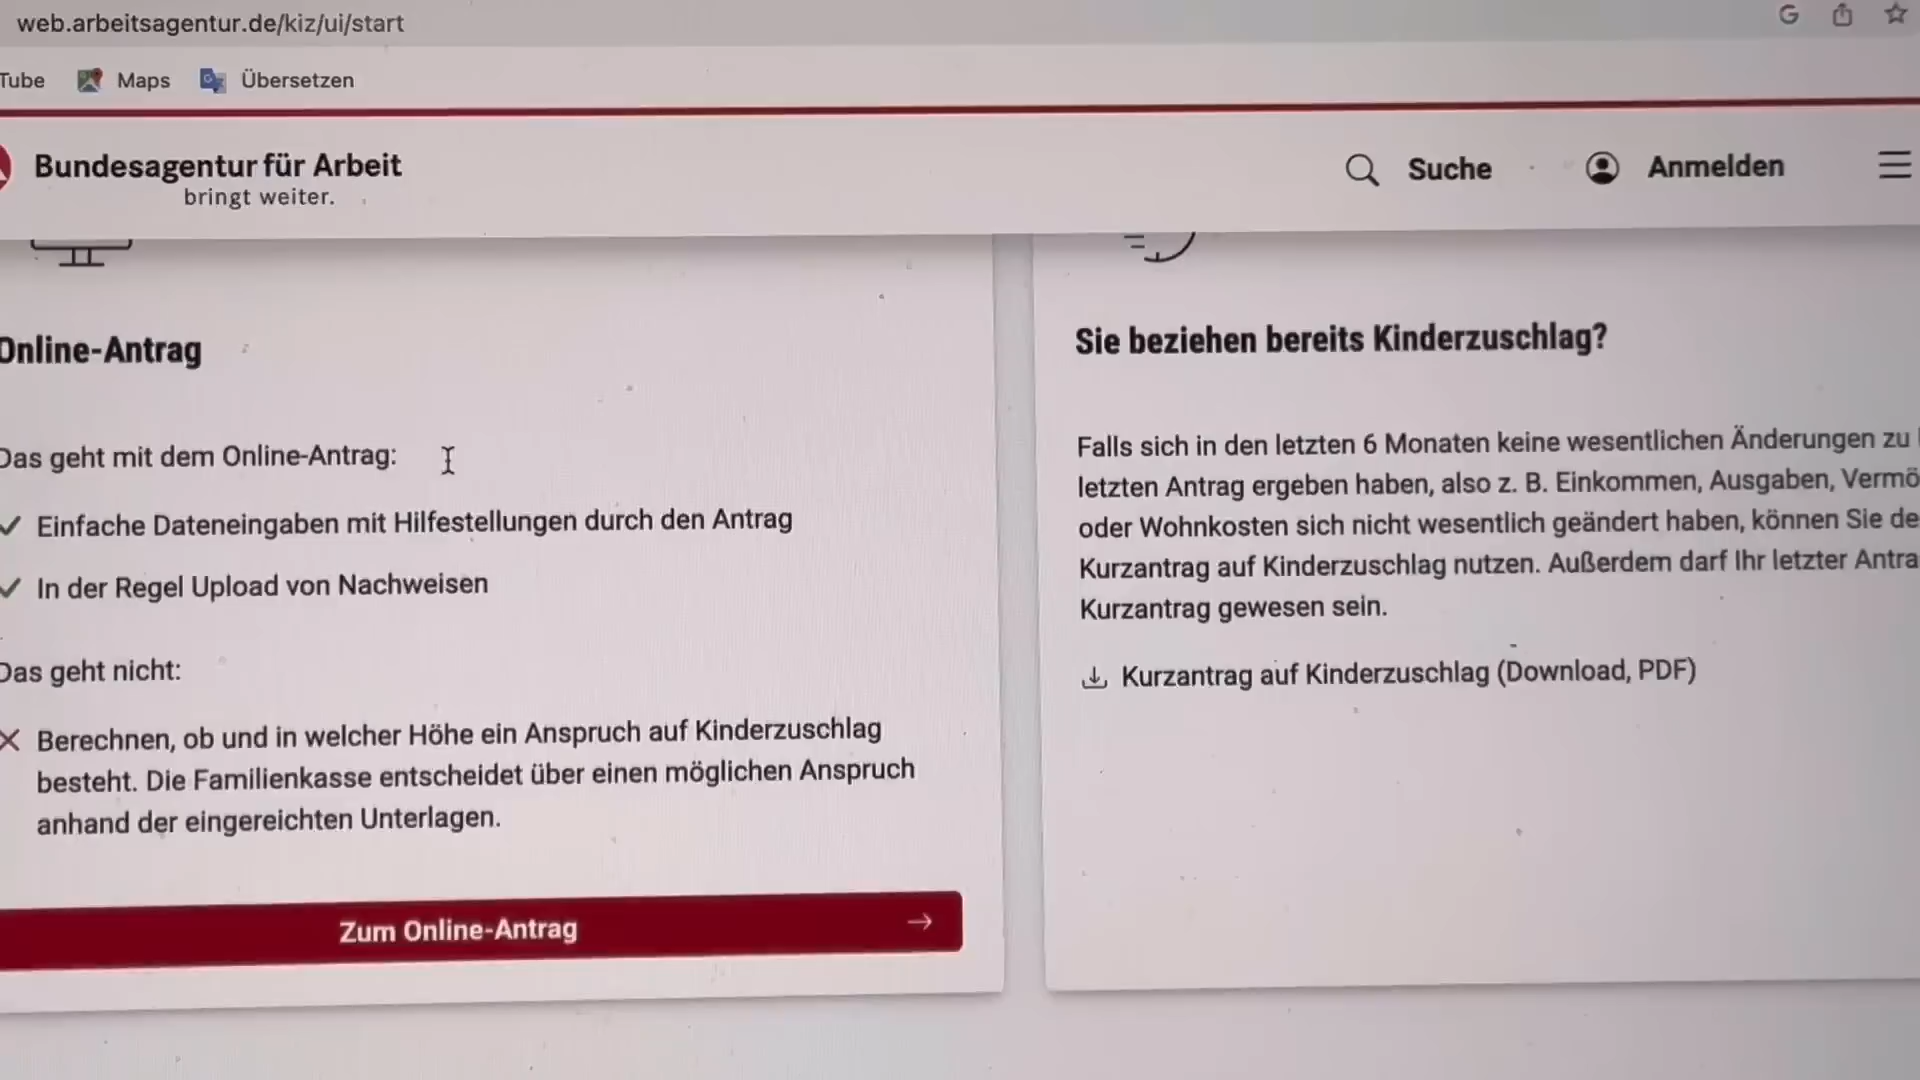 web.arbeitsagentur.de/kiz/ui/start
Tube Maps Übersetzen
Bundesagentur für Arbeit
bringt weiter.
Suche Anmelden
Online-Antrag
Das geht mit dem Online-Antrag:
Einfache Dateneingaben mit Hilfestellungen durch den Antrag
In der Regel Upload von Nachweisen
Das geht nicht:
Berechnen, ob und in welcher Höhe ein Anspruch auf Kinderzuschlag
besteht. Die Familienkasse entscheidet über einen möglichen Anspruch
anhand der eingereichten Unterlagen.
Zum Online-Antrag
Sie beziehen bereits Kinderzuschlag?
Falls sich in den letzten 6 Monaten keine wesentlichen Änderungen zu
letzten Antrag ergeben haben, also z. B. Einkommen, Ausgaben, Vermö
oder Wohnkosten sich nicht wesentlich geändert haben, können Sie de
Kurzantrag auf Kinderzuschlag nutzen. Außerdem darf Ihr letzter Antra
Kurzantrag gewesen sein.
Kurzantrag auf Kinderzuschlag (Download, PDF)